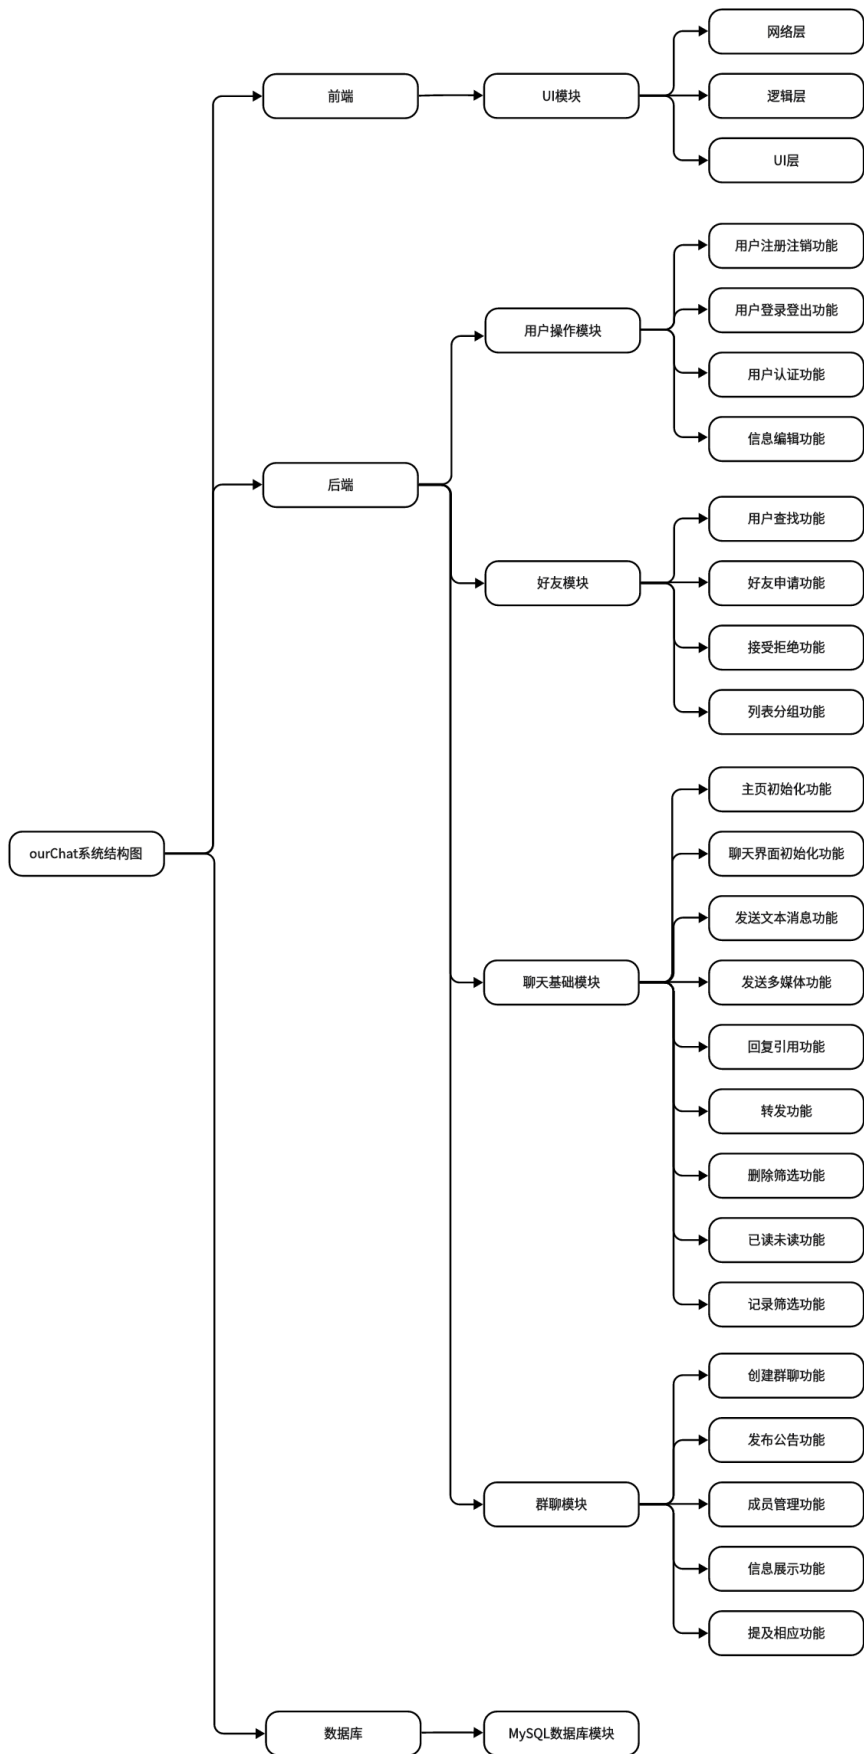 ourChat系统结构图
前端
UI模块
网络层
逻辑层
UI层
后端
用户操作模块
用户注册注销功能
用户登录登出功能
用户认证功能
信息编辑功能
好友模块
用户查找功能
好友申请功能
接受拒绝功能
列表分组功能
聊天基础模块
主页初始化功能
聊天界面初始化功能
发送文本消息功能
发送多媒体功能
回复引用功能
转发功能
删除筛选功能
已读未读功能
记录筛选功能
群聊模块
创建群聊功能
发布公告功能
成员管理功能
信息展示功能
提及相应功能
数据库
MySQL数据库模块